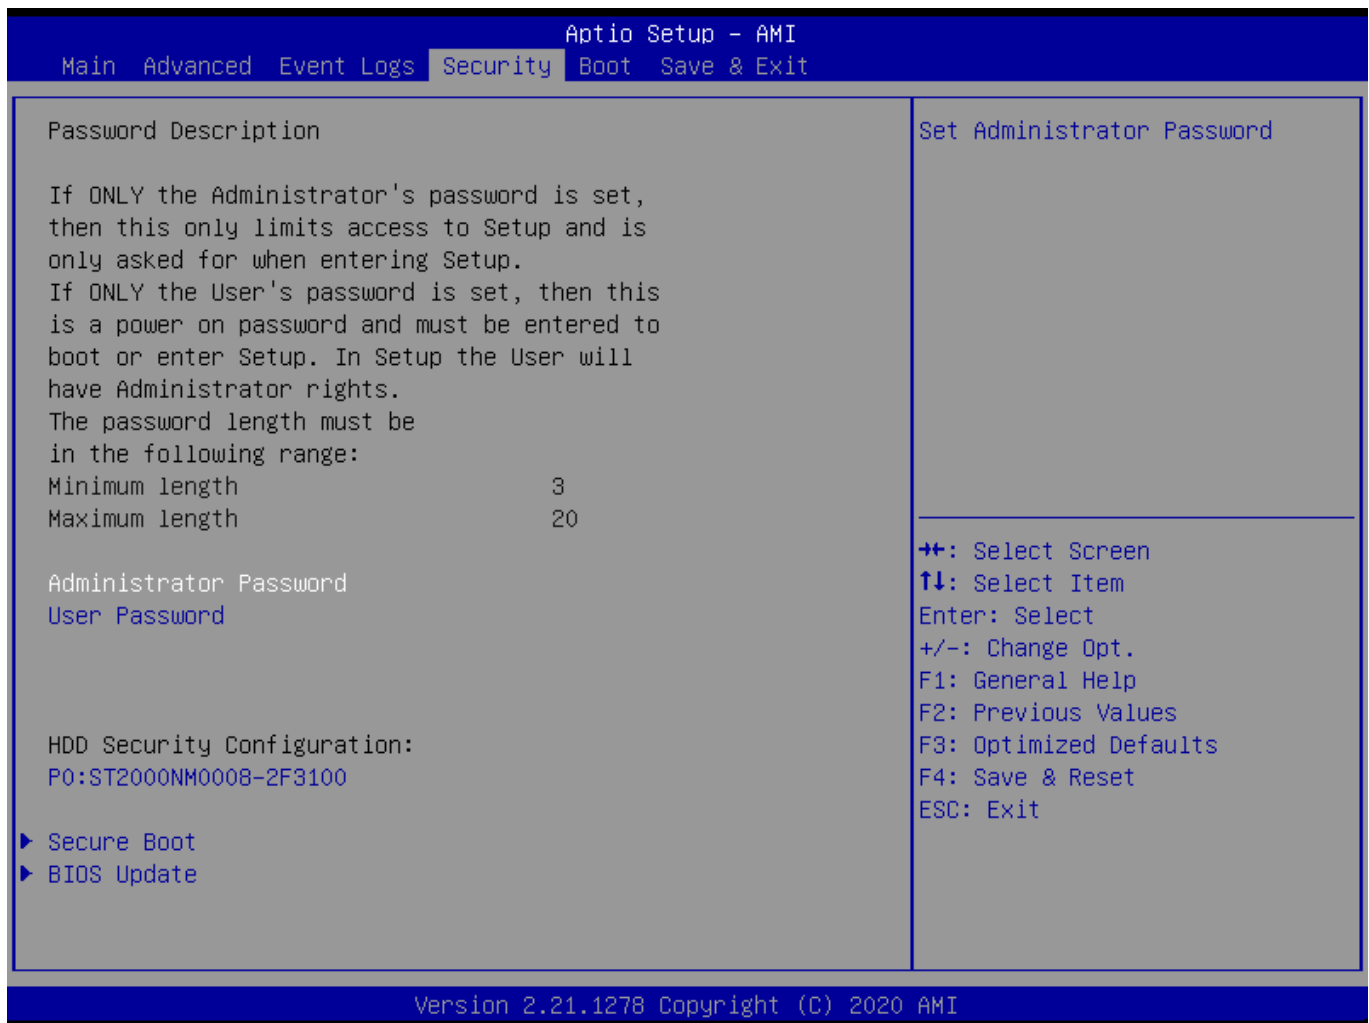 Aptio Setup – AMI
Main Advanced Event Logs Security Boot Save & Exit
Password Description
If ONLY the Administrator's password is set,
then this only limits access to Setup and is
only asked for when entering Setup.
If ONLY the User's password is set, then this
is a power on password and must be entered to
boot or enter Setup. In Setup the User will
have Administrator rights.
The password length must be
in the following range:
Minimum length 3
Maximum length 20
Administrator Password
User Password
HDD Security Configuration:
P0:ST2000NM0008-2F3100
Secure Boot
BIOS Update
Set Administrator Password
→←: Select Screen
↑↓: Select Item
Enter: Select
+/-: Change Opt.
F1: General Help
F2: Previous Values
F3: Optimized Defaults
F4: Save & Reset
ESC: Exit
Version 2.21.1278 Copyright (C) 2020 AMI